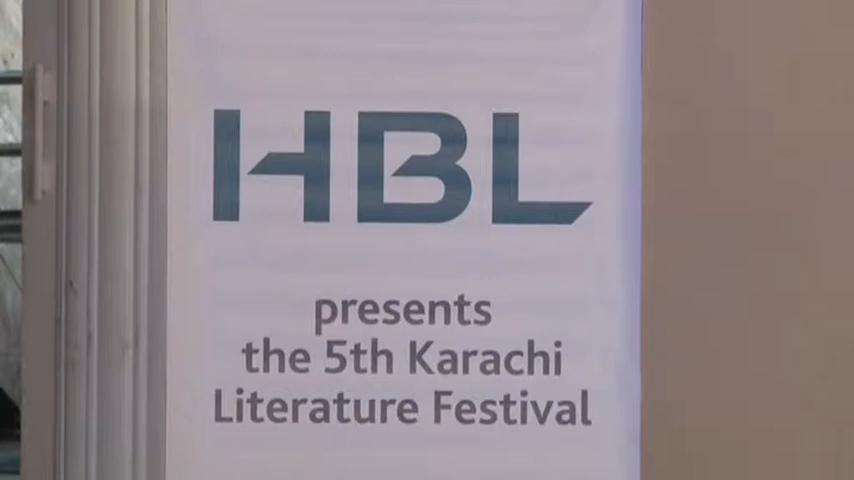 HBL
presents
the 5th Karachi
Literature Festival